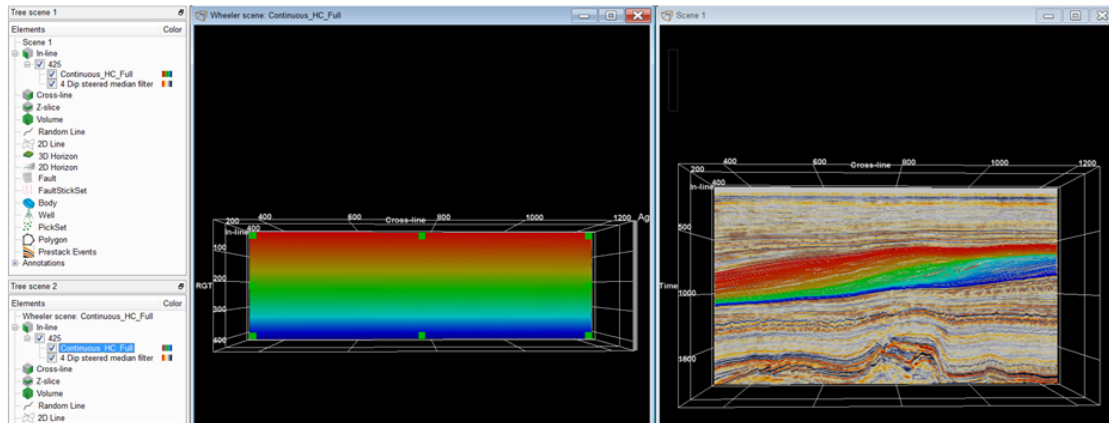 Tree scene 1
Elements Color
Scene 1
In-line
425
Continuous_HC_Full
4 Dip steered median filter
Cross-line
Z-slice
Volume
Random Line
2D Line
3D Horizon
2D Horizon
Fault
FaultStickSet
Body
Well
PickSet
Polygon
Prestack Events
Annotations
Tree scene 2
Elements Color
Wheeler scene: Continuous_HC_Full
In-line
425
Continuous_HC_Full
4 Dip steered median filter
Cross-line
Z-slice
Volume
Random Line
2D Line
Wheeler scene: Continuous_HC_Full
200 400 600 Cross-line 800 1000 1200 Ag
In-line 400
100
200
RGT
300
400
Scene 1
400 600 Cross-line 800 1000 1200
In-line 400
500
Time 1000
1500